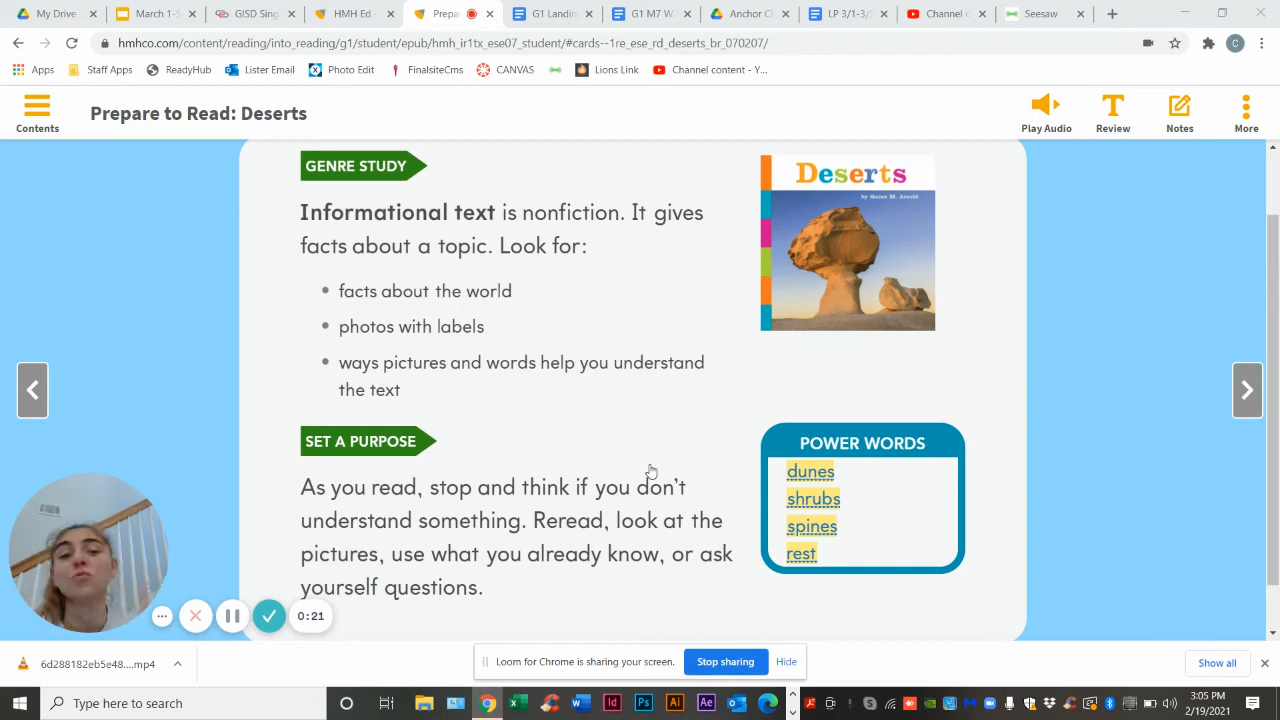 My Drive
March 1-5
GISD Sing
HMH Ed
Prepa
G1 Landin
G1 M7 W
Anchor C
LP 3/1-3/
Channel c
Seesaw
hmhco.com/content/reading/into_reading/g1/student/epub/hmh_ir1tx_ese07_student/#cards--1re_ese_rd_deserts_br_070207/
C
Apps
Staff Apps
ReadyHub
Lister Email
Photo Edit
FinalsiteCms
CANVAS
Lions Link
Channel content - Y...
Contents
Prepare to Read: Deserts
Play Audio
Review
Notes
More
GENRE STUDY
Informational text is nonfiction. It gives
facts about a topic. Look for:
• facts about the world
• photos with labels
• ways pictures and words help you understand
the text
Deserts
by Quinn M. Arnold
SET A PURPOSE
As you read, stop and think if you don't
understand something. Reread, look at the
pictures, use what you already know, or ask
yourself questions.
POWER WORDS
dunes
shrubs
spines
rest
0:21
6d288182eb5e48....mp4
Loom for Chrome is sharing your screen.
Stop sharing
Hide
Show all
Type here to search
3:05 PM
2/19/2021